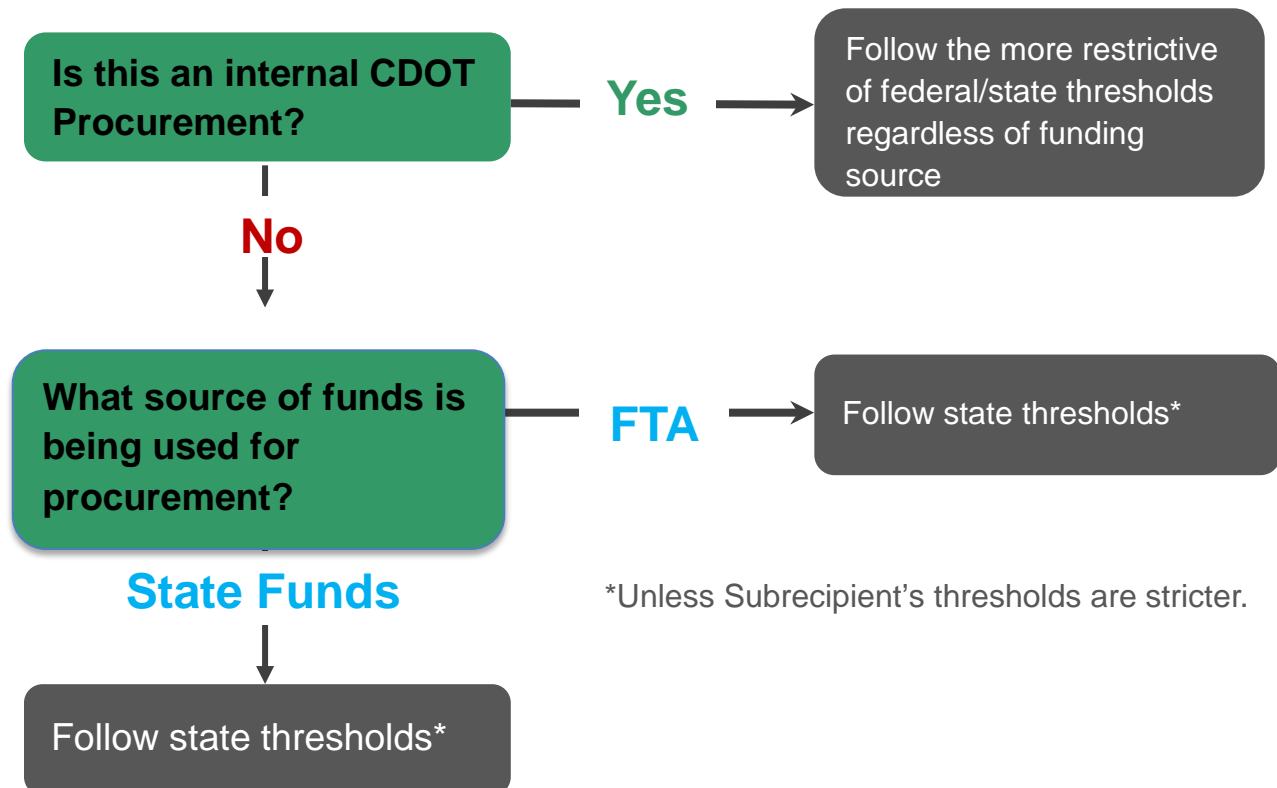 Is this an internal CDOT
Procurement?
Yes
Follow the more restrictive
of federal/state thresholds
regardless of funding
source
No
What source of funds is
being used for
procurement?
FTA
Follow state thresholds*
State Funds
*Unless Subrecipient’s thresholds are stricter.
Follow state thresholds*